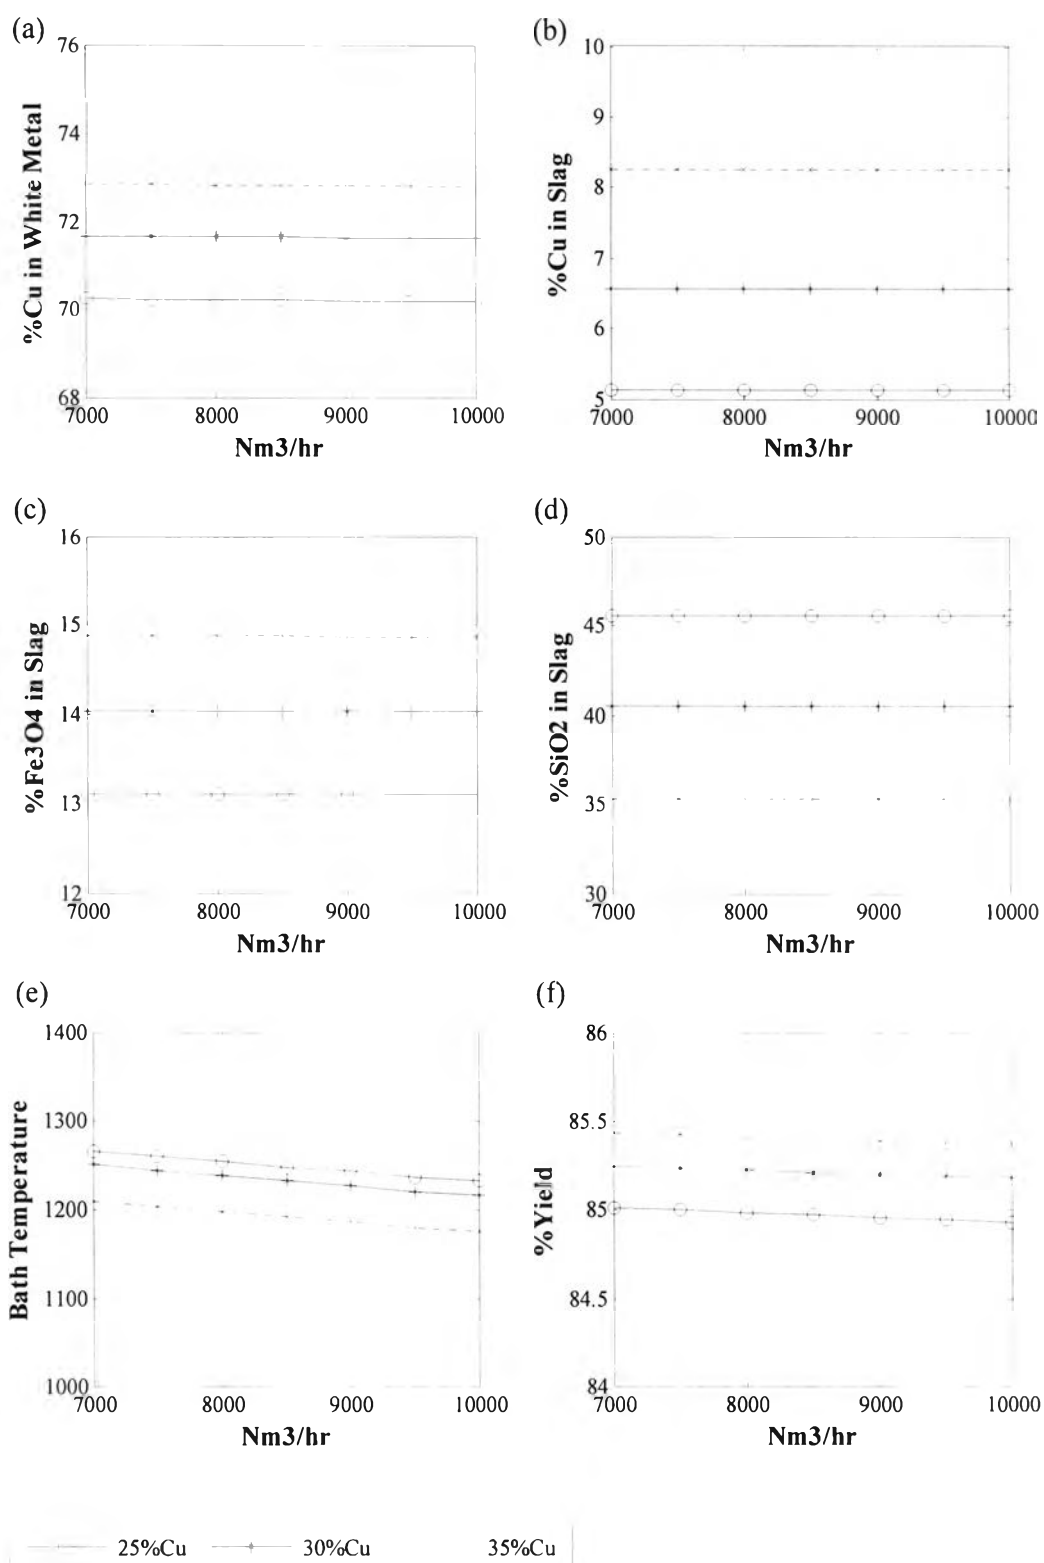 (a)
%Cu in White Metal
76
74
72
70
68
7000 8000 9000 10000
Nm3/hr
(b)
%Cu in Slag
10
9
8
7
6
5
7000 8000 9000 10000
Nm3/hr
(c)
%Fe3O4 in Slag
16
15
14
13
12
7000 8000 9000 10000
Nm3/hr
(d)
%SiO2 in Slag
50
45
40
35
30
7000 8000 9000 10000
Nm3/hr
(e)
Bath Temperature
1400
1300
1200
1100
1000
7000 8000 9000 10000
Nm3/hr
(f)
%Yield
86
85.5
85
84.5
84
7000 8000 9000 10000
Nm3/hr
25%Cu 30%Cu 35%Cu